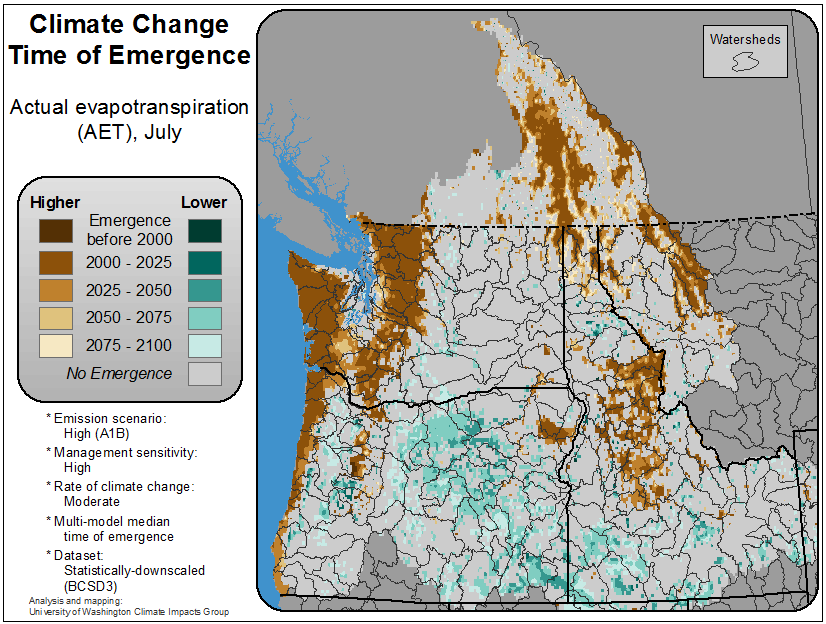 Climate Change
Time of Emergence
Actual evapotranspiration
(AET), July
Higher
Lower
Emergence
before 2000
2000 - 2025
2025 - 2050
2050 - 2075
2075 - 2100
No Emergence
* Emission scenario:
High (A1B)
* Management sensitivity:
High
* Rate of climate change:
Moderate
* Multi-model median
time of emergence
* Dataset:
Statistically-downscaled
(BCSD3)
Analysis and mapping:
University of Washington Climate Impacts Group
Watersheds